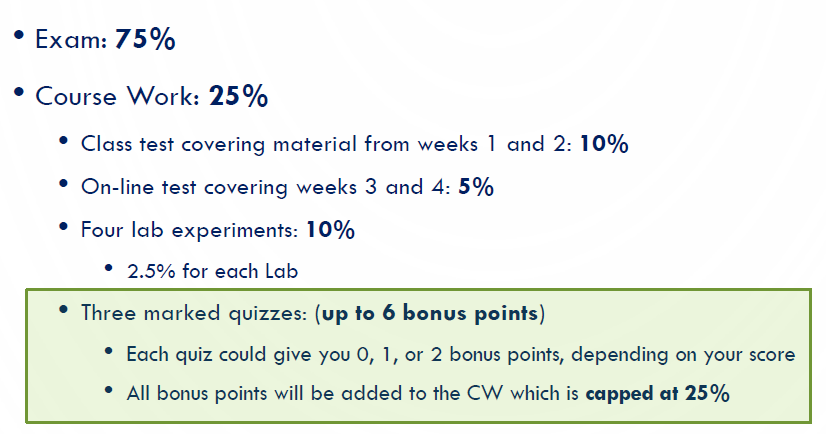 • Exam: 75%
• Course Work: 25%
• Class test covering material from weeks 1 and 2: 10%
• On-line test covering weeks 3 and 4: 5%
• Four lab experiments: 10%
• 2.5% for each Lab
• Three marked quizzes: (up to 6 bonus points)
• Each quiz could give you 0, 1, or 2 bonus points, depending on your score
• All bonus points will be added to the CW which is capped at 25%